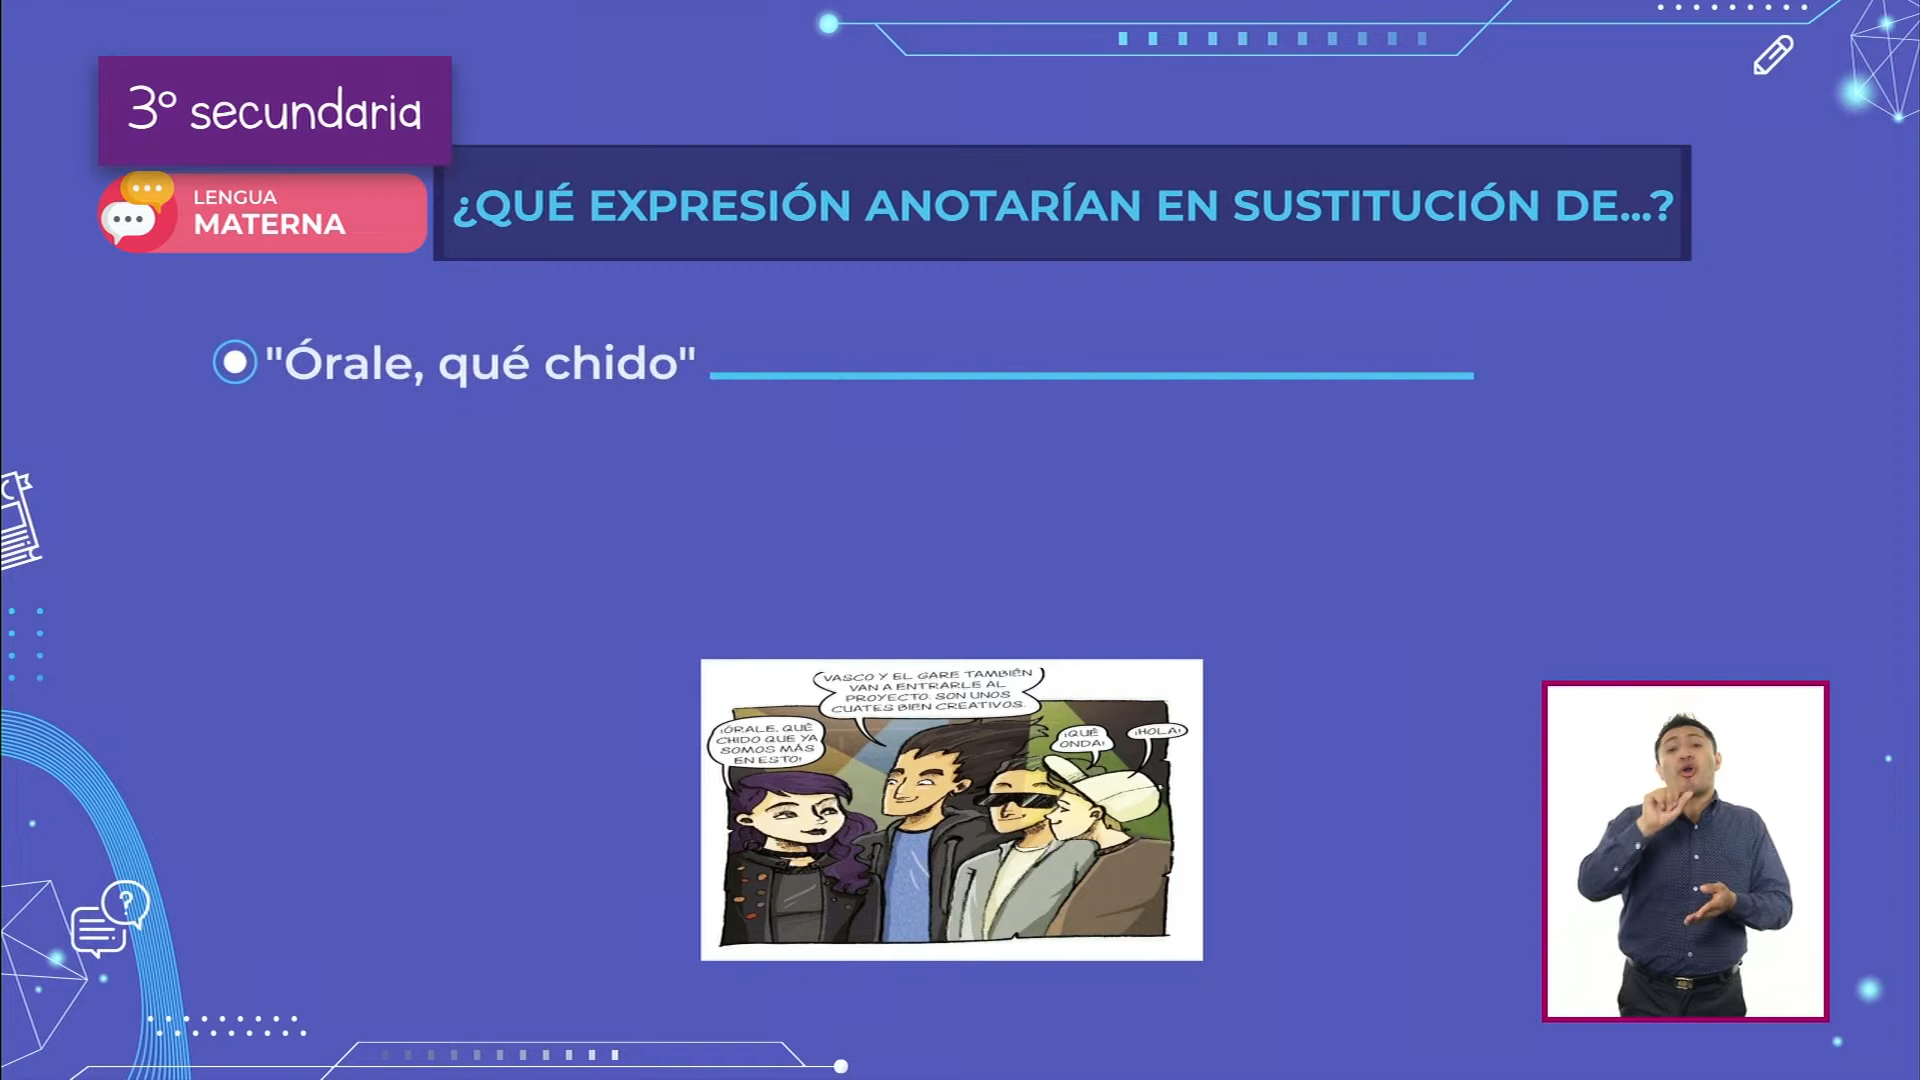 3° secundaria
LENGUA
MATERNA
¿QUÉ EXPRESIÓN ANOTARÍAN EN SUSTITUCIÓN DE...?
"Órale, qué chido"
VASCO Y EL GARE TAMBIÉN
VAN A ENTRARLE AL
PROYECTO. SON UNOS
CUATES BIEN CREATIVOS.
¡ÓRALE, QUÉ
CHIDO QUE YA
SOMOS MÁS
EN ESTO!
¡QUÉ
ONDA!
¡HOLA!
?